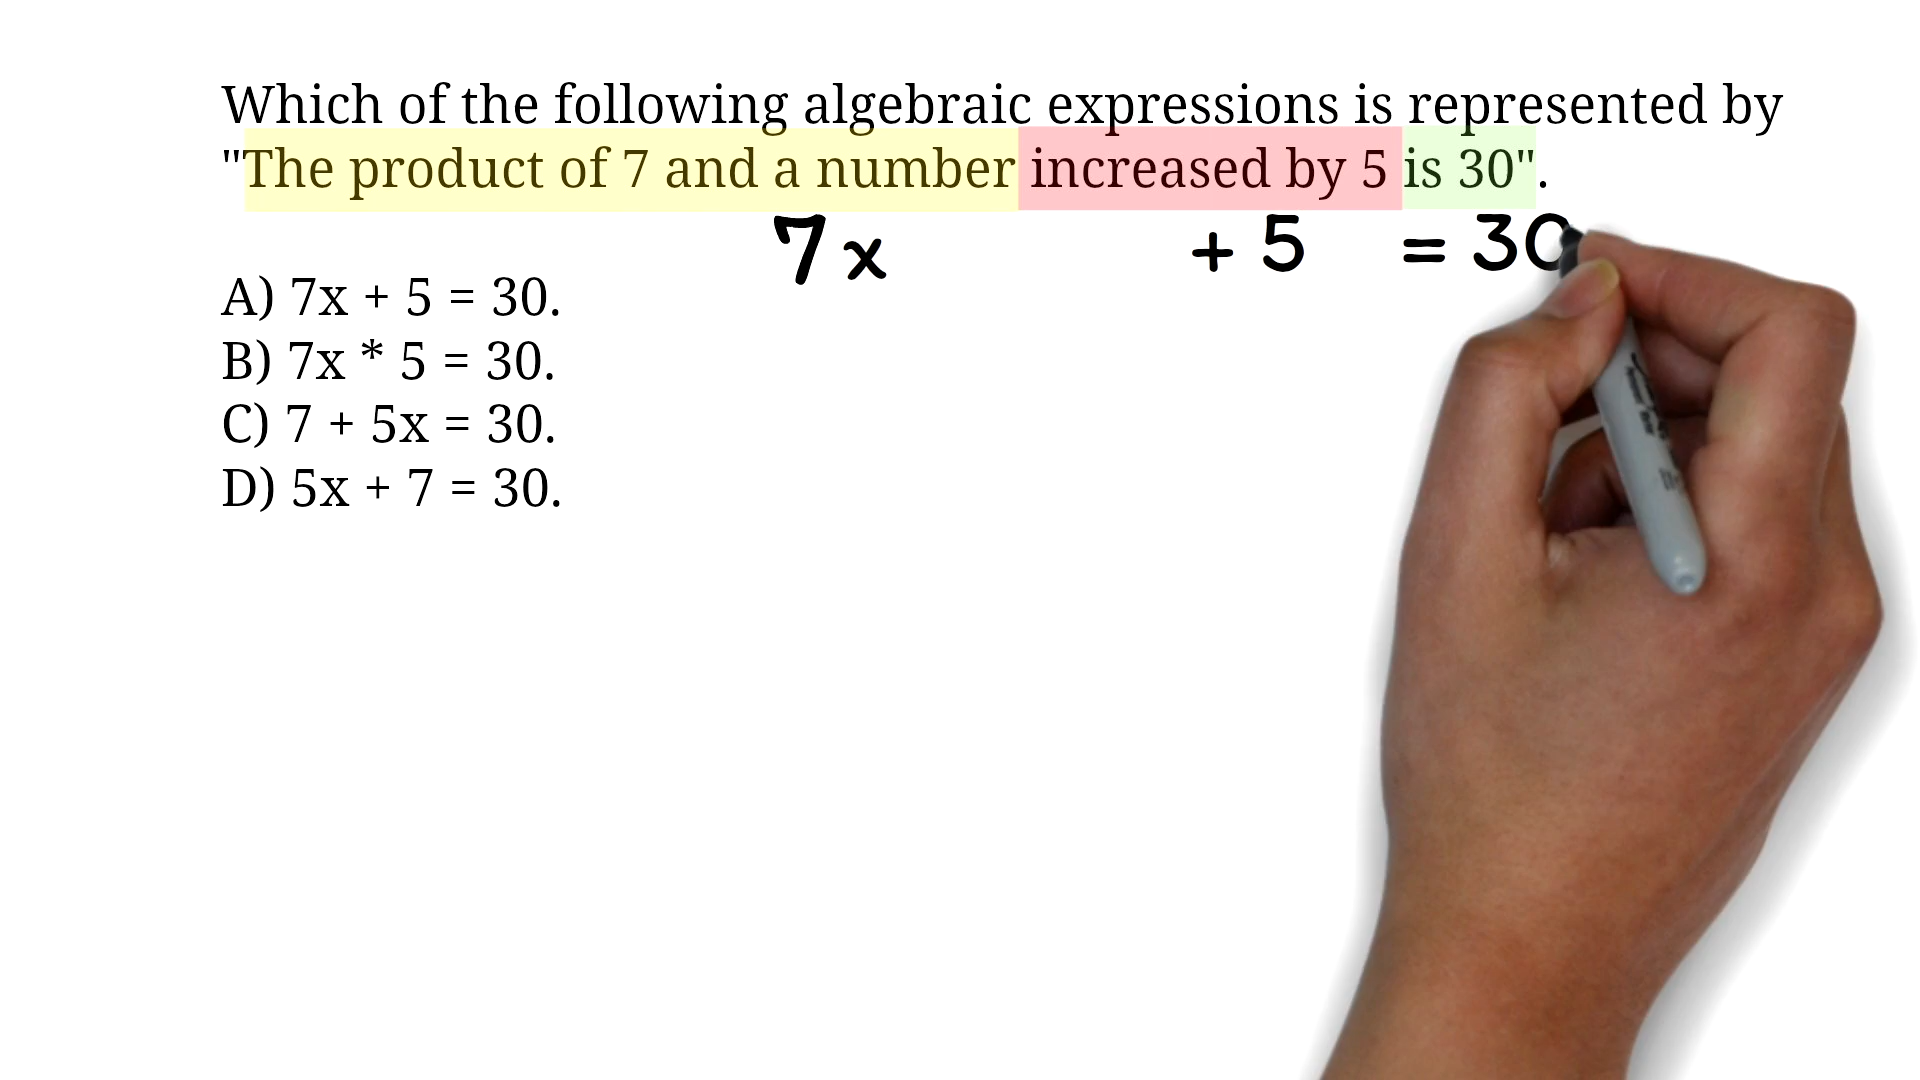 Which of the following algebraic expressions is represented by
"The product of 7 and a number increased by 5 is 30".
7x + 5 = 30
A) 7x + 5 = 30.
B) 7x * 5 = 30.
C) 7 + 5x = 30.
D) 5x + 7 = 30.